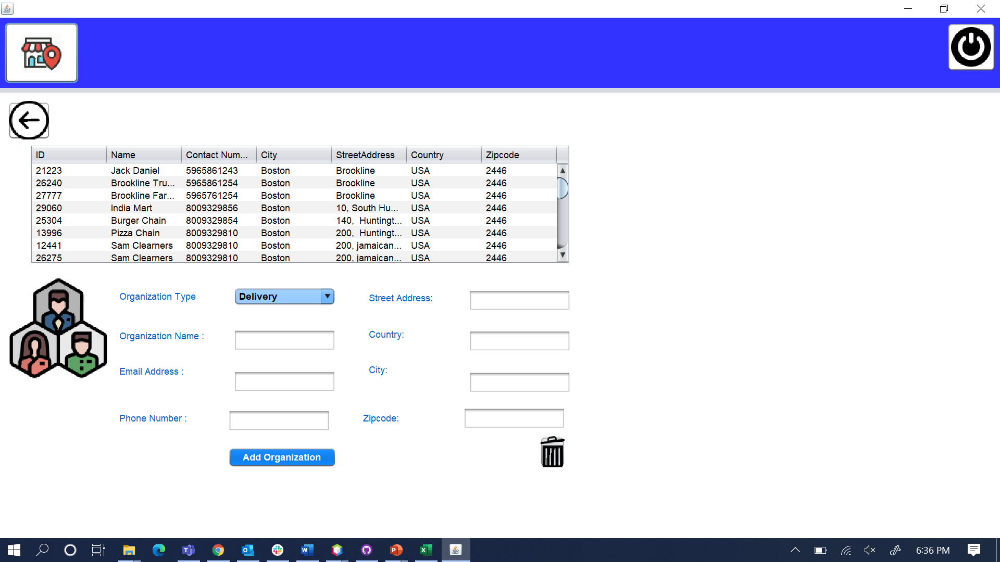 ID Name Contact Num... City StreetAddress Country Zipcode
21223 Jack Daniel 5965861243 Boston Brookline USA 2446
26240 Brookline Tru... 5965861254 Boston Brookline USA 2446
27777 Brookline Far... 5965761254 Boston Brookline USA 2446
29060 India Mart 8009329856 Boston 10, South Hu... USA 2446
25304 Burger Chain 8009329854 Boston 140, Huntingt... USA 2446
13996 Pizza Chain 8009329810 Boston 200, Huntingt... USA 2446
12441 Sam Clearners 8009329810 Boston 200, jamaican... USA 2446
26275 Sam Clearners 8009329810 Boston 200, jamaican... USA 2446
Organization Type Delivery Street Address:
Organization Name : Country:
Email Address : City:
Phone Number : Zipcode:
Add Organization
6:36 PM